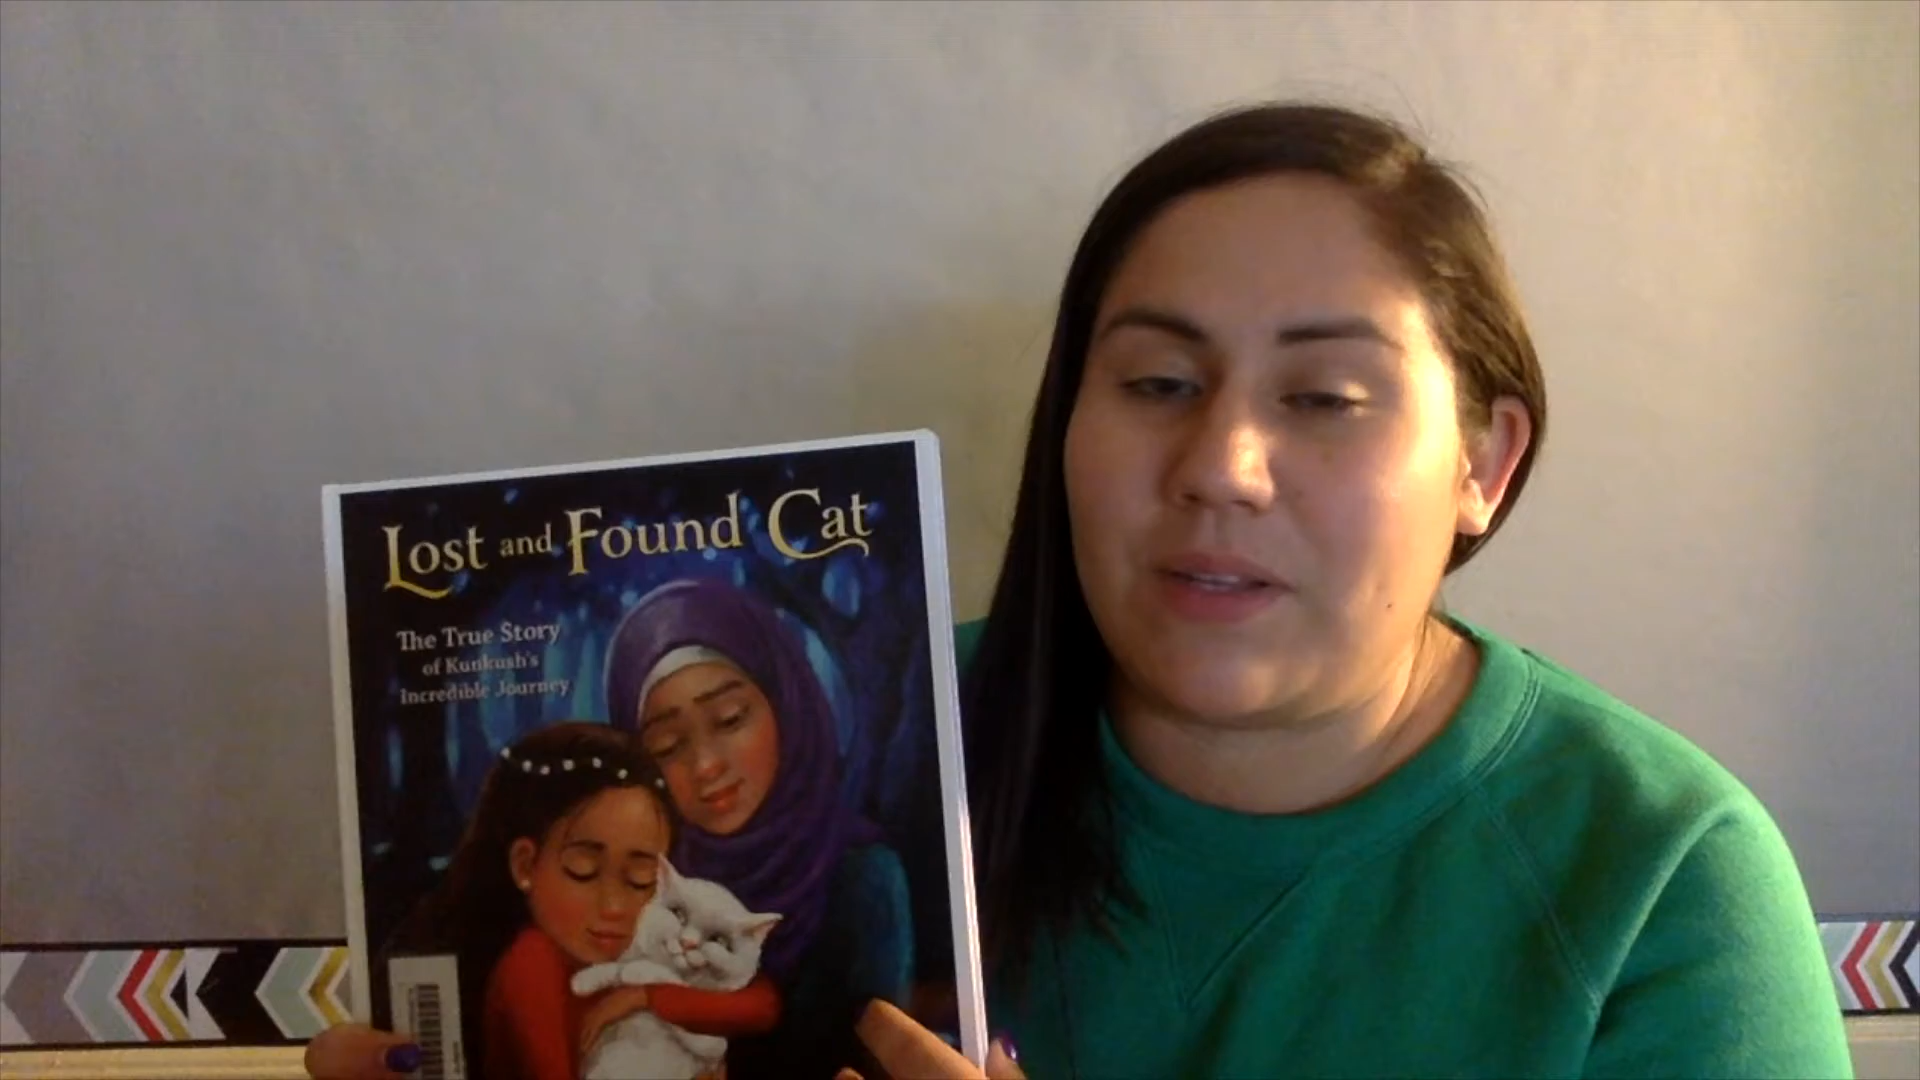 Lost and Found Cat
The True Story
of Kunkush's
Incredible Journey